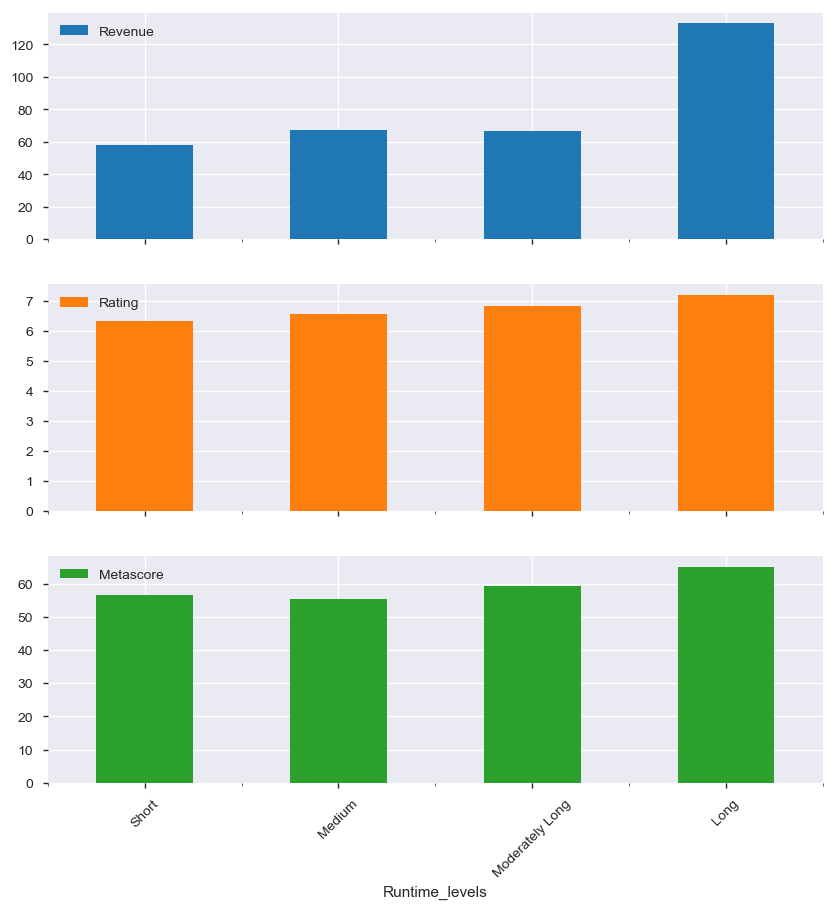 Revenue
120
100
80
60
40
20
0
Rating
7
6
5
4
3
2
1
0
Metascore
60
50
40
30
20
10
0
Short
Medium
Moderately Long
Long
Runtime_levels